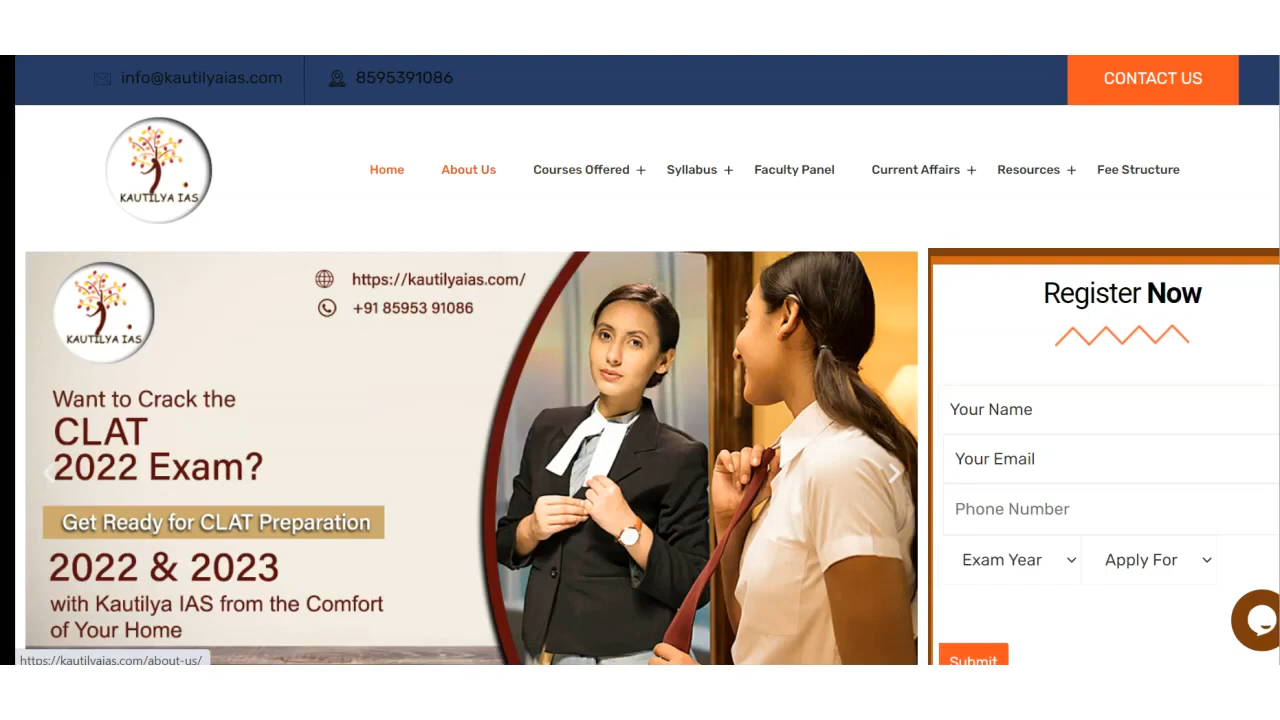 info@kautilyaias.com
8595391086
CONTACT US
KAUTILYA IAS
Home
About Us
Courses Offered +
Syllabus +
Faculty Panel
Current Affairs +
Resources +
Fee Structure
KAUTILYA IAS
https://kautilyaias.com/
+91 85953 91086
Want to Crack the
CLAT
2022 Exam?
Get Ready for CLAT Preparation
2022 & 2023
with Kautilya IAS from the Comfort
of Your Home
Register Now
Your Name
Your Email
Phone Number
Exam Year
Apply For
Submit
https://kautilyaias.com/about-us/